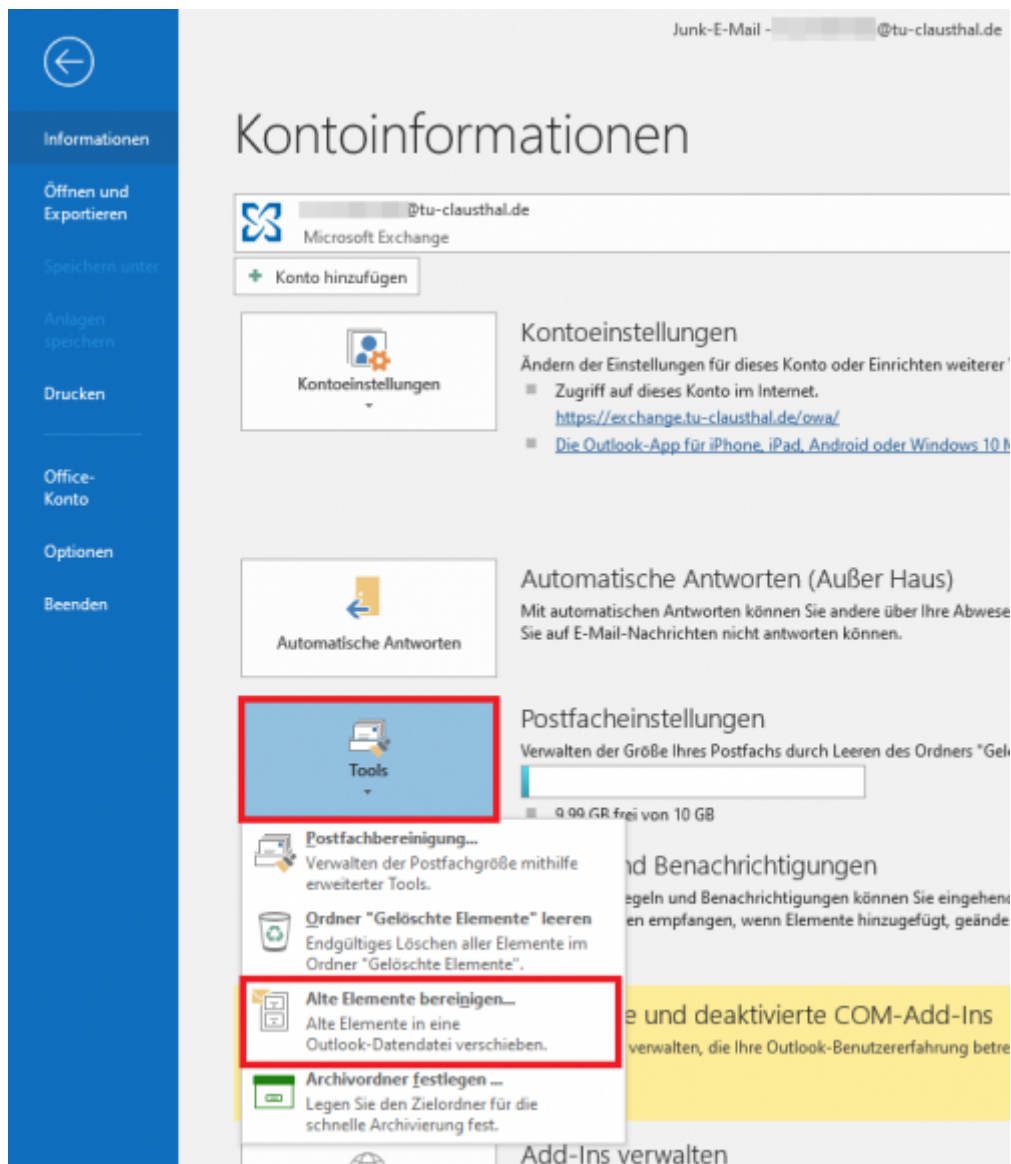 Junk-E-Mail - @tu-clausthal.de
Informationen
Öffnen und
Exportieren
Speichern unter
Anlagen
speichern
Drucken
Office-
Konto
Optionen
Beenden
Kontoinformationen
@tu-clausthal.de
Microsoft Exchange
Konto hinzufügen
Kontoeinstellungen
Kontoeinstellungen
Ändern der Einstellungen für dieses Konto oder Einrichten weiterer
Zugriff auf dieses Konto im Internet.
https://exchange.tu-clausthal.de/owa/
Die Outlook-App für iPhone, iPad, Android oder Windows 10
Automatische Antworten
Automatische Antworten (Außer Haus)
Mit automatischen Antworten können Sie andere über Ihre Abwese
Sie auf E-Mail-Nachrichten nicht antworten können.
Tools
Postfacheinstellungen
Verwalten der Größe Ihres Postfachs durch Leeren des Ordners "Gel
9.99 GB frei von 10 GB
Postfachbereinigung...
Verwalten der Postfachgröße mithilfe
erweiterter Tools.
Ordner "Gelöschte Elemente" leeren
Endgültiges Löschen aller Elemente im
Ordner "Gelöschte Elemente".
Alte Elemente bereinigen...
Alte Elemente in eine
Outlook-Datendatei verschieben.
Archivordner festlegen ...
Legen Sie den Zielordner für die
schnelle Archivierung fest.
nd Benachrichtigungen
egeln und Benachrichtigungen können Sie eingehend
en empfangen, wenn Elemente hinzugefügt, geände
e und deaktivierte COM-Add-Ins
verwalten, die Ihre Outlook-Benutzererfahrung betre
Add-Ins verwalten